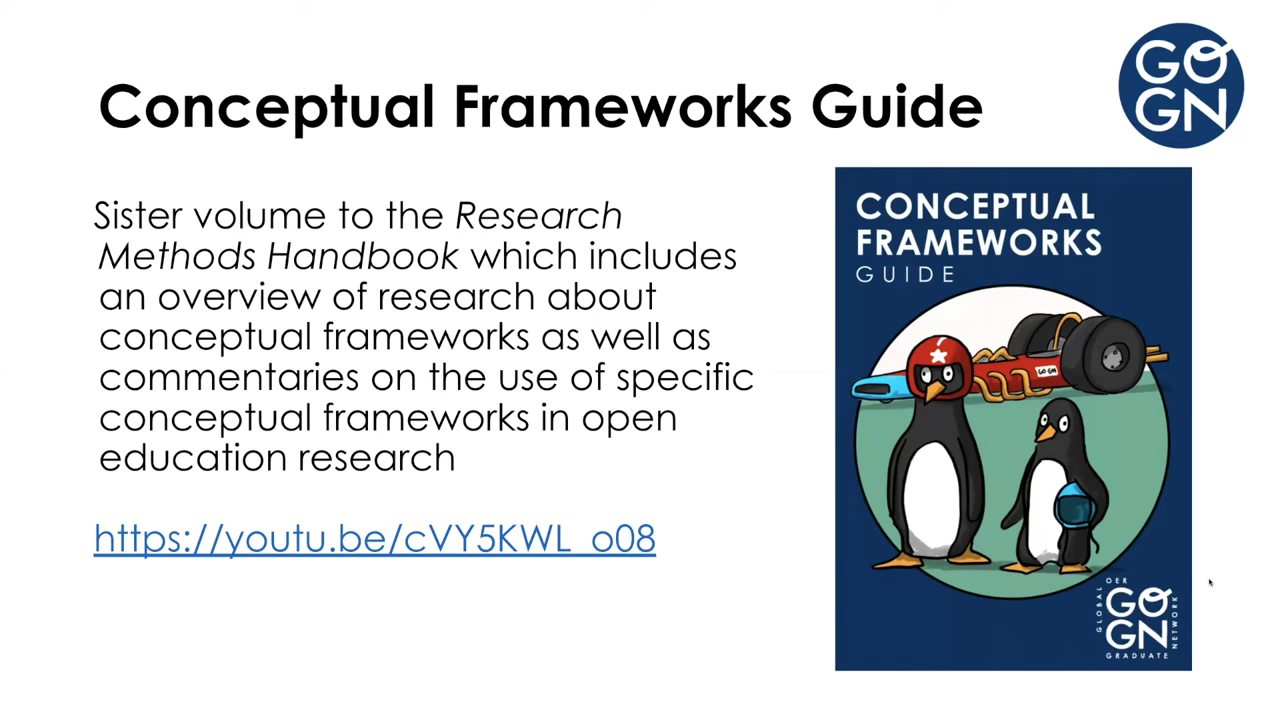 GO
GN
Conceptual Frameworks Guide
Sister volume to the Research
Methods Handbook which includes
an overview of research about
conceptual frameworks as well as
commentaries on the use of specific
conceptual frameworks in open
education research
https://youtu.be/cVY5KWL_o08
CONCEPTUAL
FRAMEWORKS
GUIDE
GO-GN
GLOBAL
OER
GO
GN
NETWORK
GRADUATE